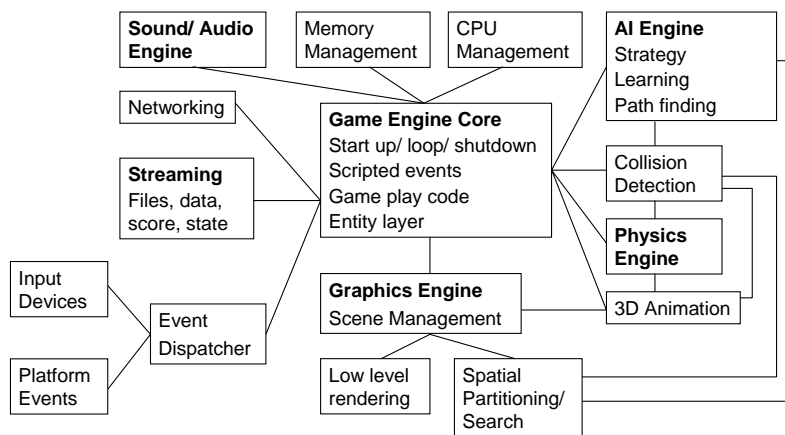 Sound/ Audio
Engine
Memory
Management
CPU
Management
AI Engine
Strategy
Learning
Path finding
Networking
Game Engine Core
Start up/ loop/ shutdown
Scripted events
Game play code
Entity layer
Streaming
Files, data,
score, state
Collision
Detection
Physics
Engine
Input
Devices
Event
Dispatcher
Platform
Events
Graphics Engine
Scene Management
3D Animation
Low level
rendering
Spatial
Partitioning/
Search